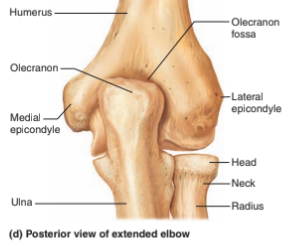 Humerus
Olecranon
fossa
Olecranon
Lateral
epicondyle
Medial
epicondyle
Head
Neck
Ulna
Radius
(d) Posterior view of extended elbow